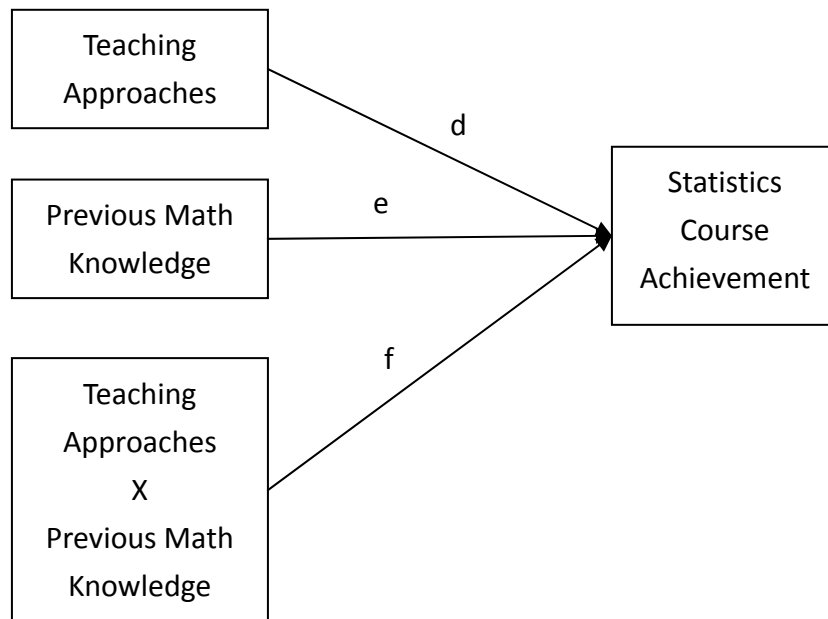 Teaching
Approaches
d
Previous Math
Knowledge
e
Statistics
Course
Achievement
f
Teaching
Approaches
X
Previous Math
Knowledge